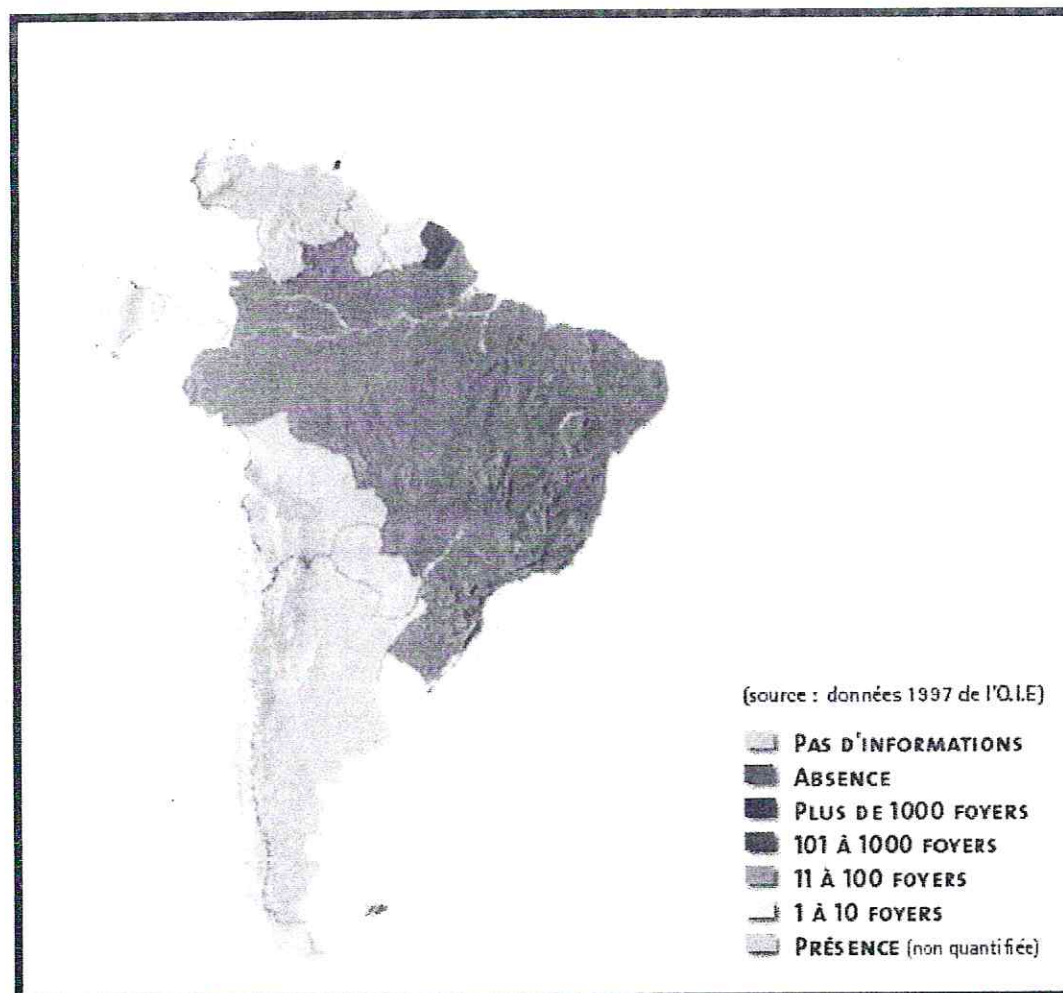 (source : données 1997 de l'O.I.E)
PAS D'INFORMATIONS
ABSENCE
PLUS DE 1000 FOYERS
101 À 1000 FOYERS
11 À 100 FOYERS
1 À 10 FOYERS
PRÉSENCE (non quantifiée)